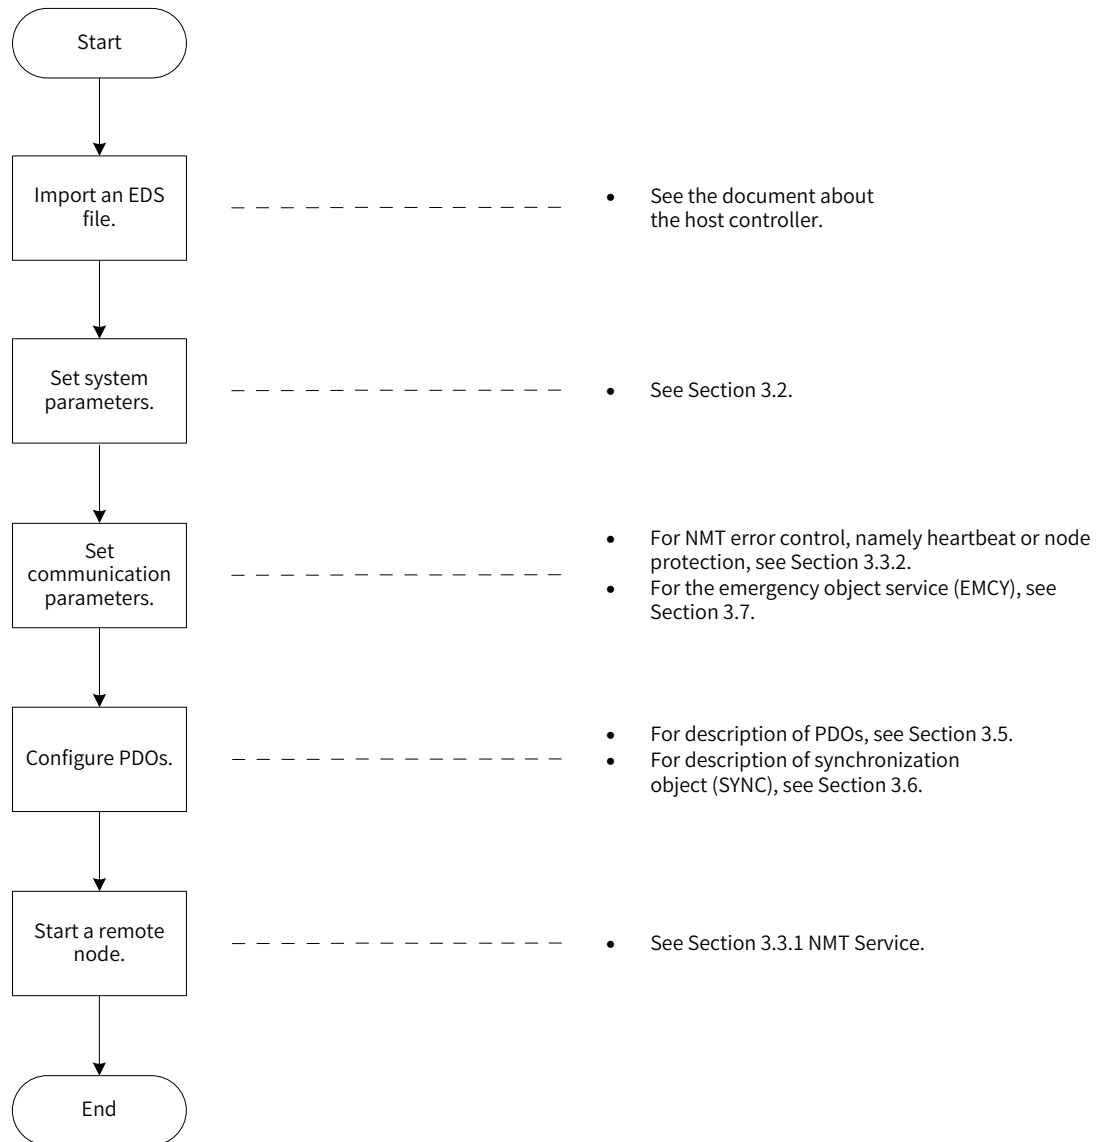 Start
Import an EDS
file.
• See the document about
the host controller.
Set system
parameters.
• See Section 3.2.
Set
communication
parameters.
• For NMT error control, namely heartbeat or node
protection, see Section 3.3.2.
• For the emergency object service (EMCY), see
Section 3.7.
Configure PDOs.
• For description of PDOs, see Section 3.5.
• For description of synchronization
object (SYNC), see Section 3.6.
Start a remote
node.
• See Section 3.3.1 NMT Service.
End